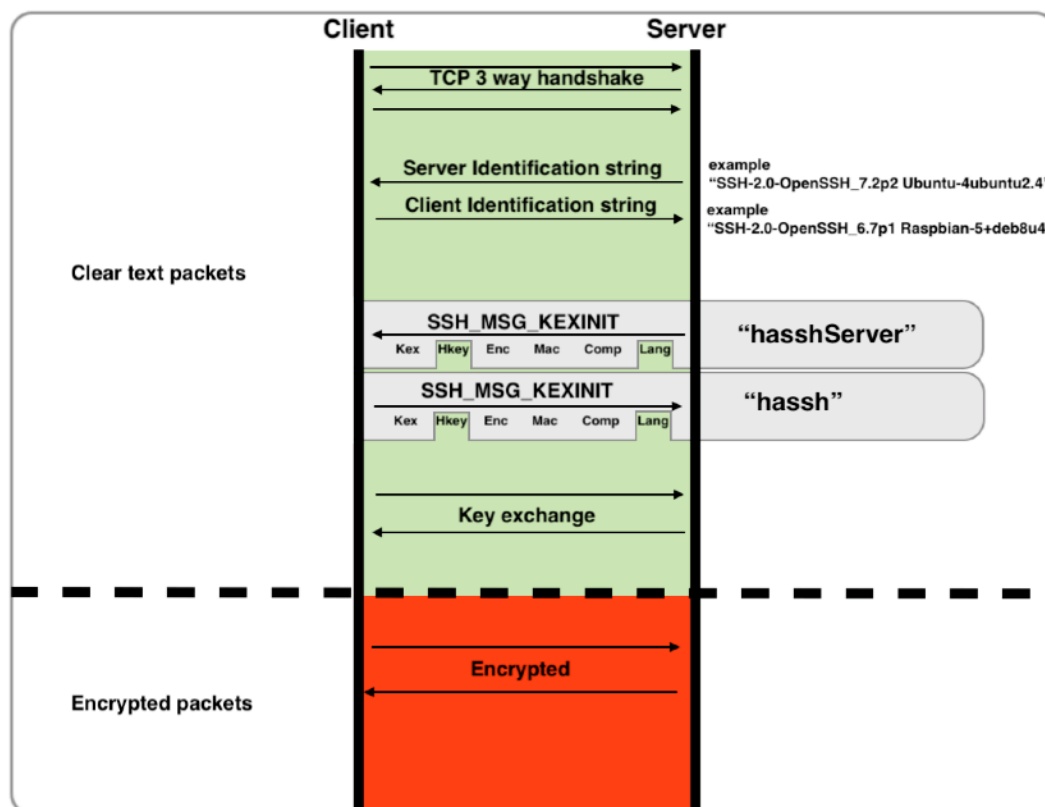 Client Server
TCP 3 way handshake
Server Identification string
example
“SSH-2.0-OpenSSH_7.2p2 Ubuntu-4ubuntu2.4”
Client Identification string
example
“SSH-2.0-OpenSSH_6.7p1 Raspbian-5+deb8u4
Clear text packets
SSH_MSG_KEXINIT
Kex Hkey Enc Mac Comp Lang
“hasshServer”
SSH_MSG_KEXINIT
Kex Hkey Enc Mac Comp Lang
“hassh”
Key exchange
Encrypted
Encrypted packets